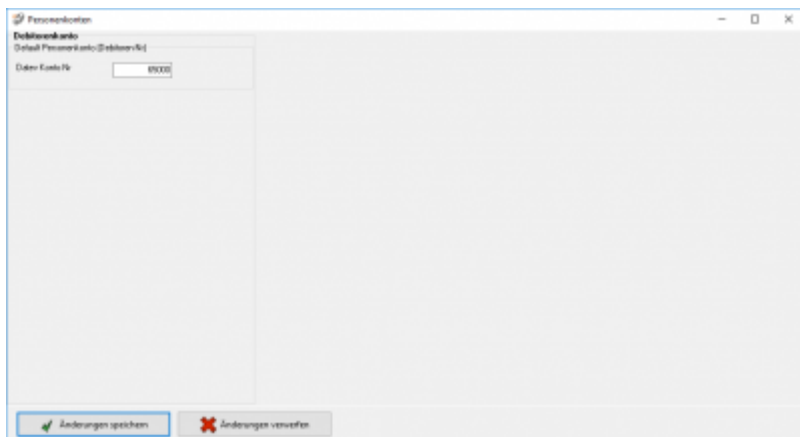 Personenkonten
Debitorenkonto
Default Personenkonto (Debitoren-Nr)
Datev Konto Nr
Änderungen speichern
Änderungen verwerfen